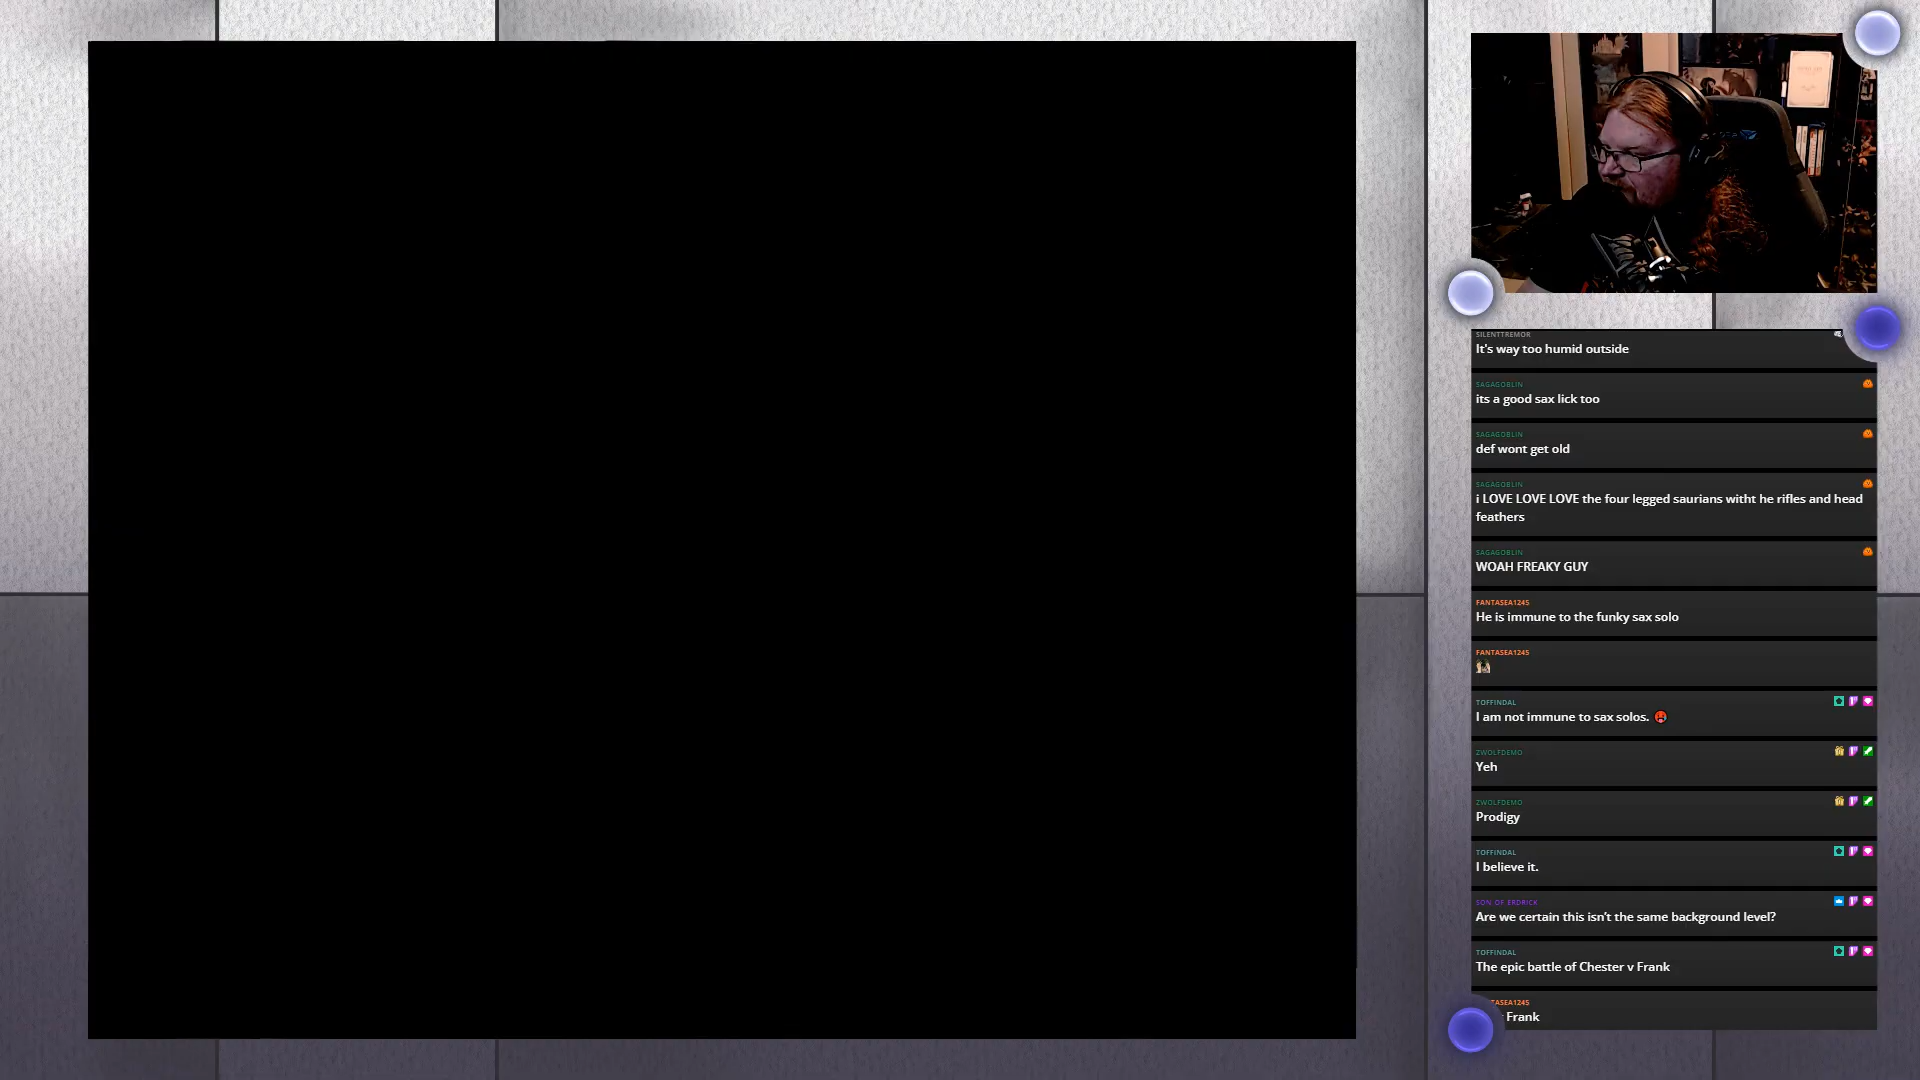 SILENTTREMOR
It's way too humid outside
SAGAGOBLIN
its a good sax lick too
SAGAGOBLIN
def wont get old
SAGAGOBLIN
i LOVE LOVE LOVE the four legged saurians witht he rifles and head
feathers
SAGAGOBLIN
WOAH FREAKY GUY
FANTASEA1245
He is immune to the funky sax solo
FANTASEA1245
TOFFINDAL
I am not immune to sax solos.
ZWOLFDEMO
Yeh
ZWOLFDEMO
Prodigy
TOFFINDAL
I believe it.
SON OF ERDRICK
Are we certain this isn't the same background level?
TOFFINDAL
The epic battle of Chester v Frank
TASEA1245
Frank